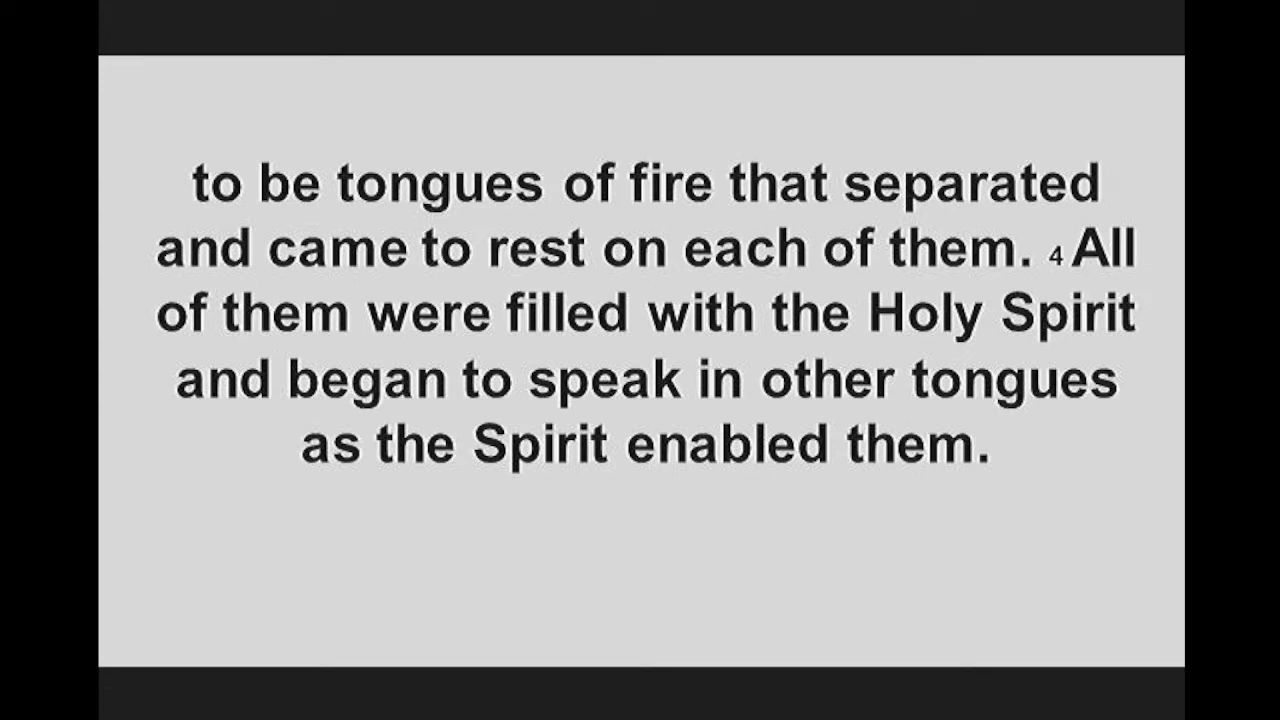 to be tongues of fire that separated
and came to rest on each of them. 4 All
of them were filled with the Holy Spirit
and began to speak in other tongues
as the Spirit enabled them.